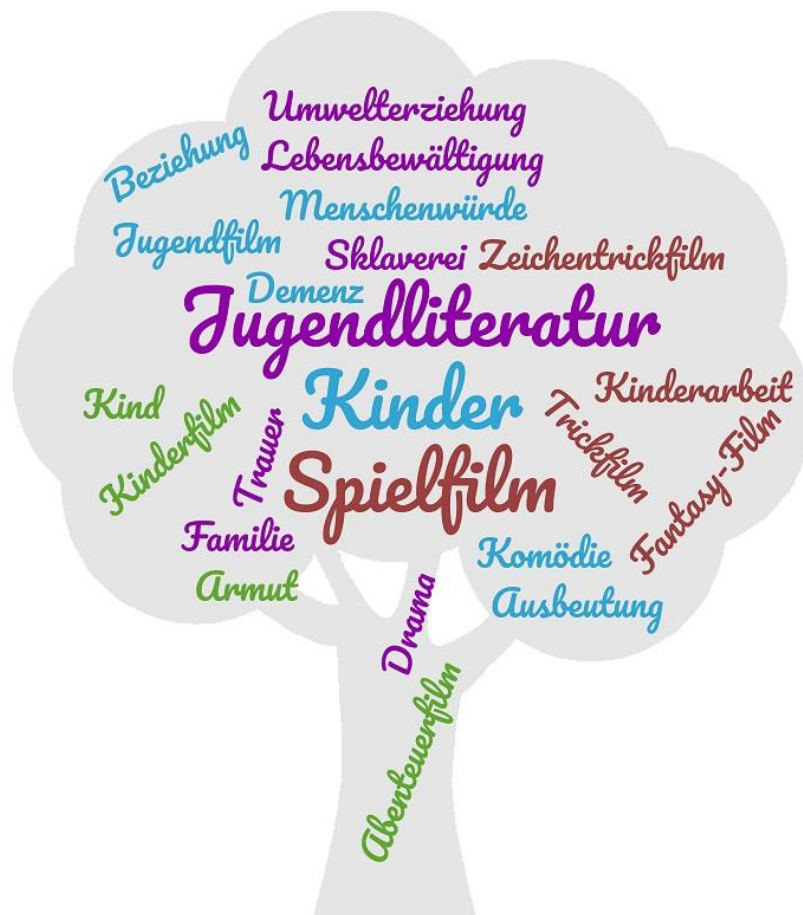 Umwelterziehung
Beziehung
Lebensbewältigung
Menschenwürde
Jugendfilm
Sklaverei
Zeichentrickfilm
Demenz
Jugendliteratur
Kind
Kinder
Kinderarbeit
Kinderfilm
Trauer
Trickfilm
Fantasy-Film
Spielfilm
Familie
Komödie
Armut
Ausbeutung
Drama
Abenteuerfilm